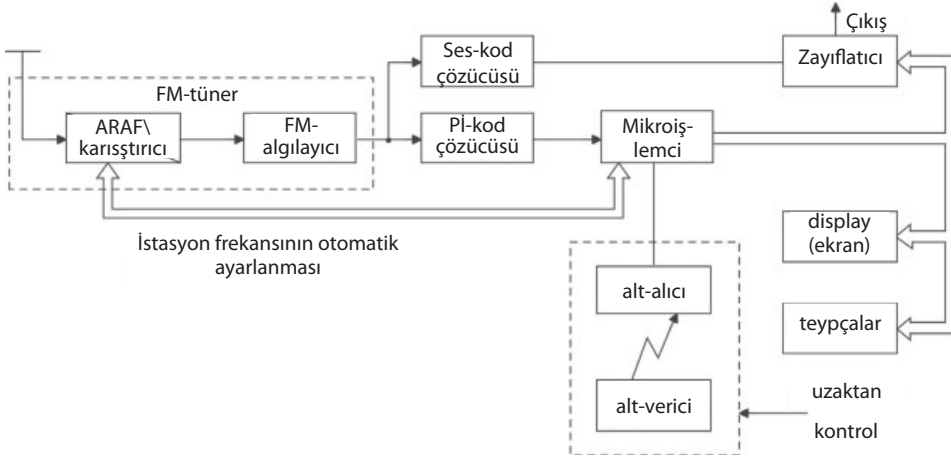 Çıkış
Ses-kod
çözücüsü
Zayıflatıcı
FM-tüner
ARAF\
karısştırıcı
FM-
algılayıcı
Pİ-kod
çözücüsü
Mikroiş-
lemci
İstasyon frekansının otomatik
ayarlanması
display
(ekran)
alt-alıcı
teypçalar
alt-verici
uzaktan
kontrol